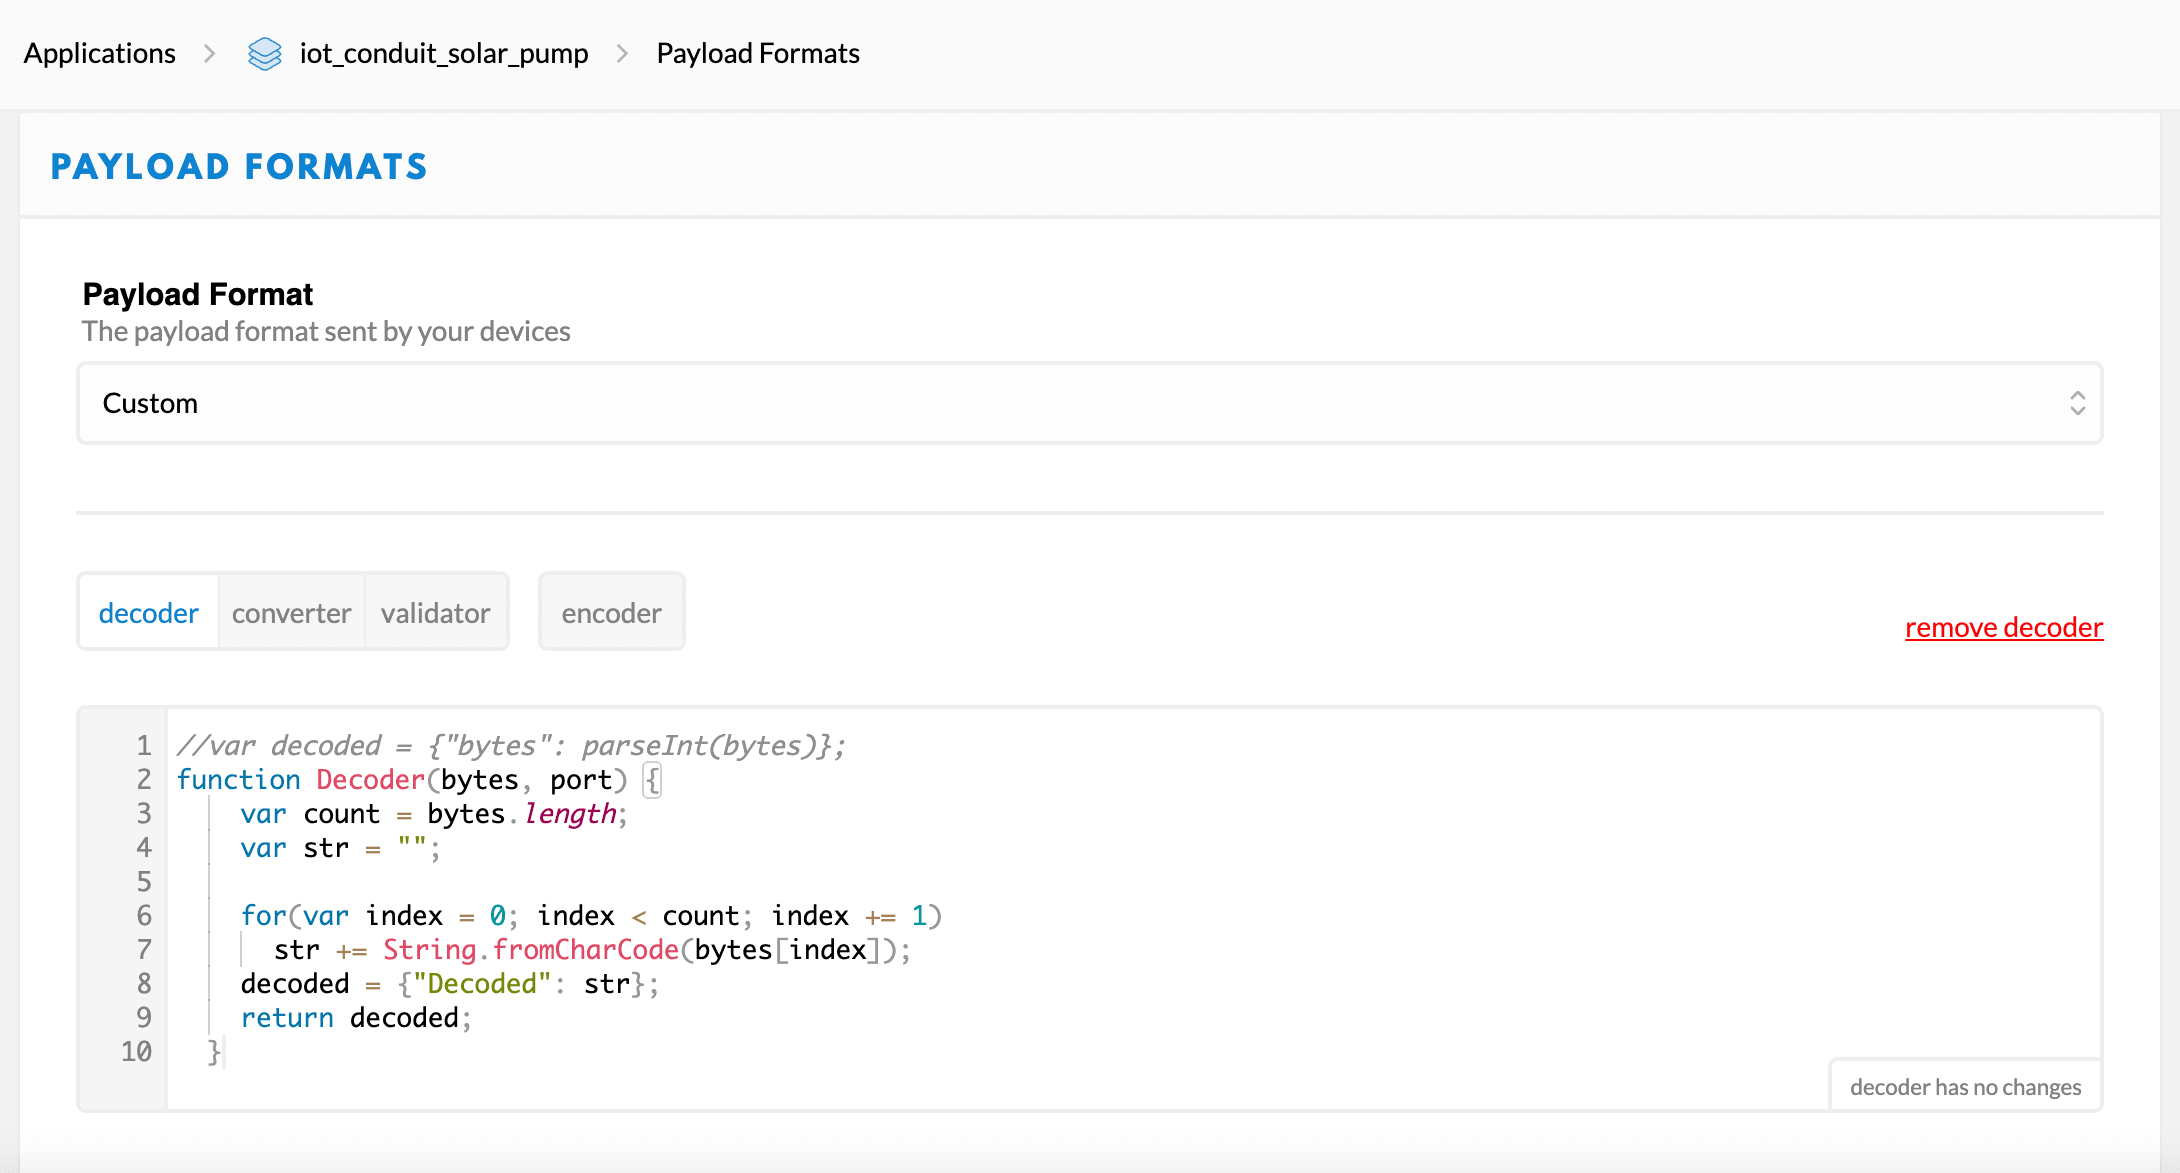 Applications > iot_conduit_solar_pump > Payload Formats
PAYLOAD FORMATS
Payload Format
The payload format sent by your devices
Custom
decoder converter validator encoder
remove decoder
1 //var decoded = {"bytes": parseInt(bytes)};
2 function Decoder(bytes, port) {
3     var count = bytes.length;
4     var str = "";
5
6     for(var index = 0; index < count; index += 1)
7       str += String.fromCharCode(bytes[index]);
8     decoded = {"Decoded": str};
9     return decoded;
10   }
decoder has no changes